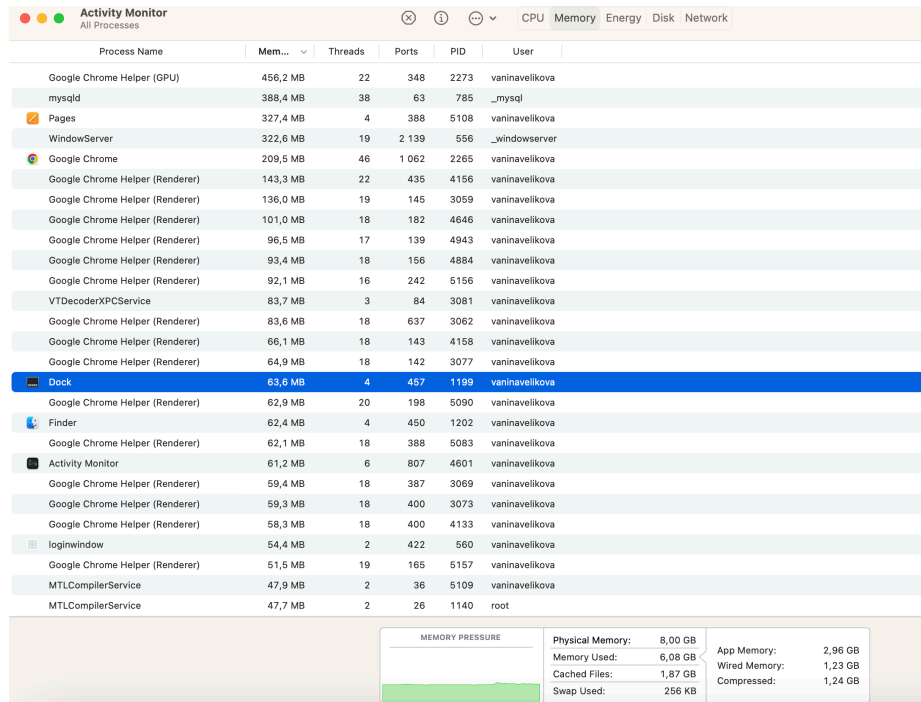 Activity Monitor
All Processes
CPU Memory Energy Disk Network
Process Name Mem... Threads Ports PID User
Google Chrome Helper (GPU) 456,2 MB 22 348 2273 vaninavelikova
mysqld 388,4 MB 38 63 785 _mysql
Pages 327,4 MB 4 388 5108 vaninavelikova
WindowServer 322,6 MB 19 2 139 556 _windowserver
Google Chrome 209,5 MB 46 1 062 2265 vaninavelikova
Google Chrome Helper (Renderer) 143,3 MB 22 435 4156 vaninavelikova
Google Chrome Helper (Renderer) 136,0 MB 19 145 3059 vaninavelikova
Google Chrome Helper (Renderer) 101,0 MB 18 182 4646 vaninavelikova
Google Chrome Helper (Renderer) 96,5 MB 17 139 4943 vaninavelikova
Google Chrome Helper (Renderer) 93,4 MB 18 156 4884 vaninavelikova
Google Chrome Helper (Renderer) 92,1 MB 16 242 5156 vaninavelikova
VTDecoderXPCService 83,7 MB 3 84 3081 vaninavelikova
Google Chrome Helper (Renderer) 83,6 MB 18 637 3062 vaninavelikova
Google Chrome Helper (Renderer) 66,1 MB 18 143 4158 vaninavelikova
Google Chrome Helper (Renderer) 64,9 MB 18 142 3077 vaninavelikova
Dock 63,6 MB 4 457 1199 vaninavelikova
Google Chrome Helper (Renderer) 62,9 MB 20 198 5090 vaninavelikova
Finder 62,4 MB 4 450 1202 vaninavelikova
Google Chrome Helper (Renderer) 62,1 MB 18 388 5083 vaninavelikova
Activity Monitor 61,2 MB 6 807 4601 vaninavelikova
Google Chrome Helper (Renderer) 59,4 MB 18 387 3069 vaninavelikova
Google Chrome Helper (Renderer) 59,3 MB 18 400 3073 vaninavelikova
Google Chrome Helper (Renderer) 58,3 MB 18 400 4133 vaninavelikova
loginwindow 54,4 MB 2 422 560 vaninavelikova
Google Chrome Helper (Renderer) 51,5 MB 19 165 5157 vaninavelikova
MTLCompilerService 47,9 MB 2 36 5109 vaninavelikova
MTLCompilerService 47,7 MB 2 26 1140 root
MEMORY PRESSURE
Physical Memory: 8,00 GB
Memory Used: 6,08 GB
Cached Files: 1,87 GB
Swap Used: 256 KB
App Memory: 2,96 GB
Wired Memory: 1,23 GB
Compressed: 1,24 GB